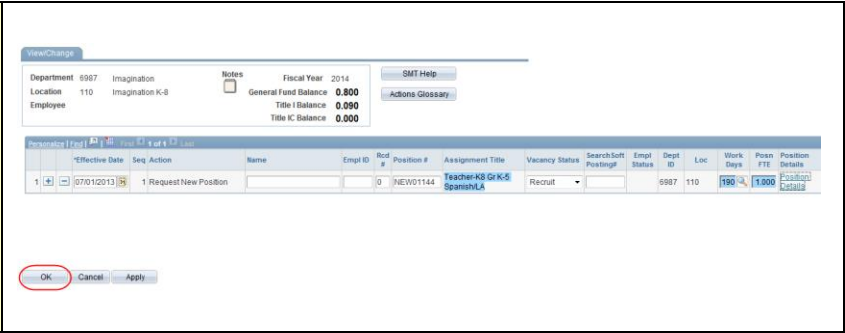 View/Change
Department 6987 Imagination Notes Fiscal Year 2014 SMT Help
Location 110 Imagination K-8 General Fund Balance 0.800 Actions Glossary
Employee Title I Balance 0.090
Title IC Balance 0.000
Personalize | Find | First 1 of 1 Last
*Effective Date Seq Action Name Empl ID Rcd # Position # Assignment Title Vacancy Status SearchSoft Posting# Empl Status Dept ID Loc Work Days Posn FTE Position Details
1 07/01/2013 1 Request New Position 0 NEW01144 Teacher-K8 Gr K-5 Spanish/LA Recruit 6987 110 190 1.000 Position Details
OK Cancel Apply